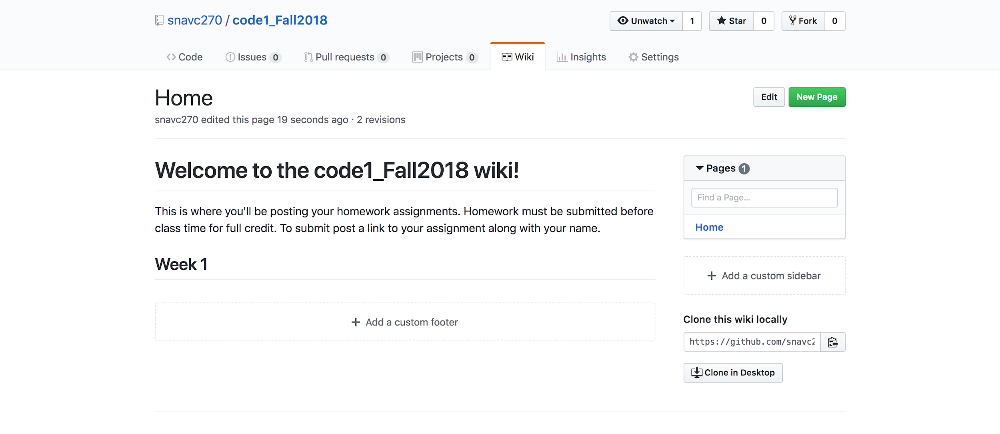 snavc270 / code1_Fall2018
Unwatch 1 Star 0 Fork 0
Code Issues 0 Pull requests 0 Projects 0 Wiki Insights Settings
Home
Edit New Page
snavc270 edited this page 19 seconds ago · 2 revisions
Welcome to the code1_Fall2018 wiki!
This is where you'll be posting your homework assignments. Homework must be submitted before
class time for full credit. To submit post a link to your assignment along with your name.
Week 1
+ Add a custom footer
Pages 1
Find a Page...
Home
+ Add a custom sidebar
Clone this wiki locally
https://github.com/snavc2
Clone in Desktop